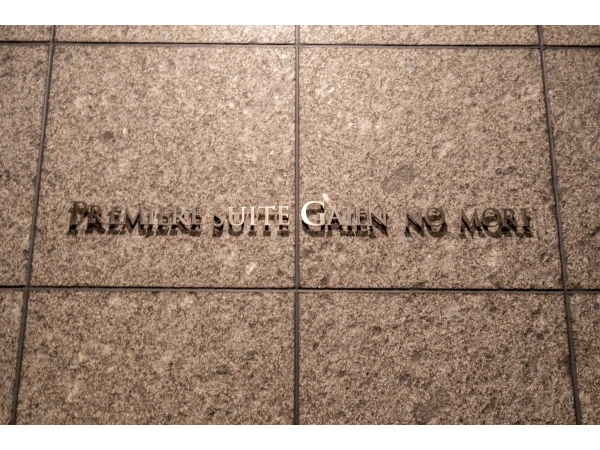 PREMIERE SUITE GAIEN NO MORI